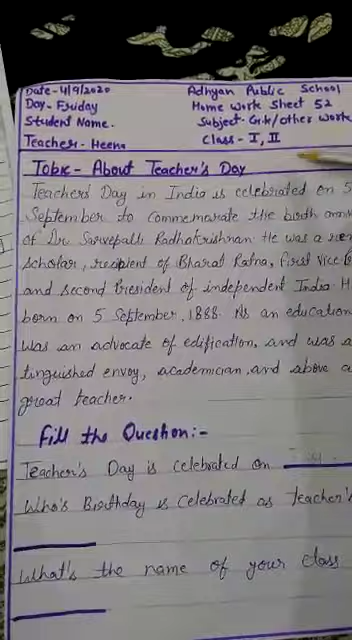 Date- 4/9/2020
Day- Friday
Student Name.
Teacher- Heena
Adhyan Public School
Home Work Sheet 52
Subject- G.k/other work
Class- I, II
Topic- About Teacher's Day
Teachers' Day in India is celebrated on 5
September to commemorate the birth
of Dr. Sarvepalli Radhakrishnan. He was a
scholar, recipient of Bharat Ratna, first Vice
and second President of independent India. H
born on 5 September, 1888. As an education
was an advocate of edification, and was a
tinguished envoy, academician, and above a
great teacher.
Fill the Question:-
Teacher's Day is celebrated on
Who's Birthday is celebrated as teacher's
What's the name of your class